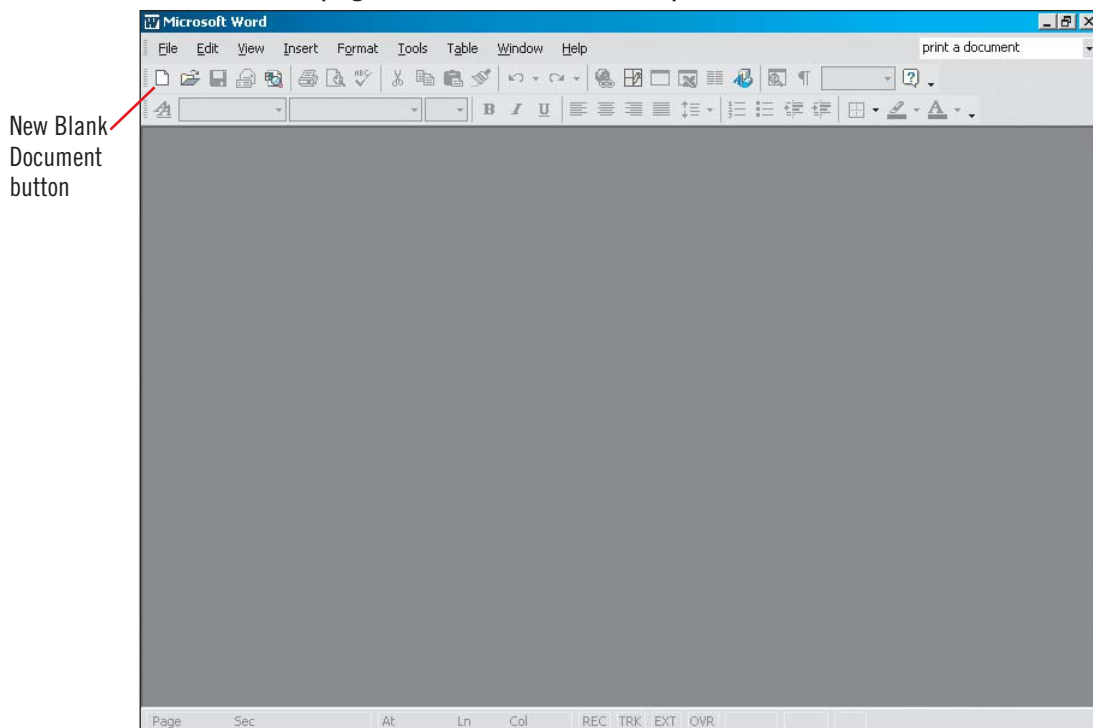 Microsoft Word
File Edit View Insert Format Tools Table Window Help print a document
ABC
B I U A
New Blank
Document
button
Page Sec At Ln Col REC TRK EXT OVR